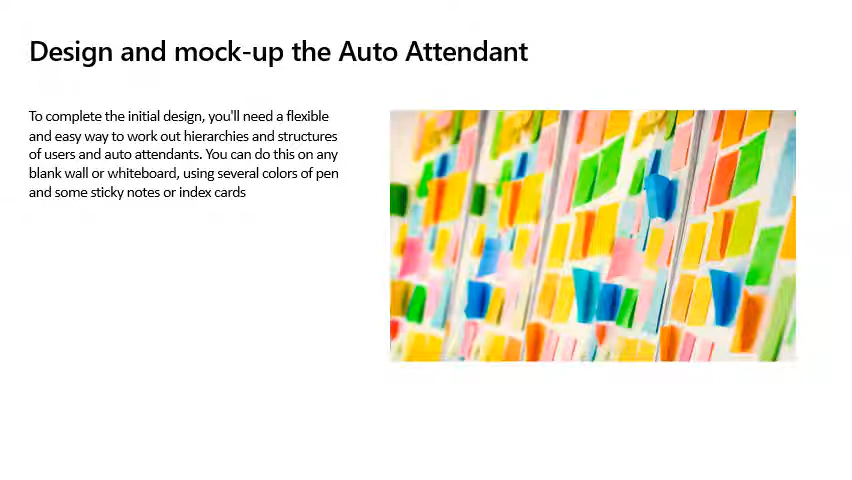 Design and mock-up the Auto Attendant
To complete the initial design, you'll need a flexible
and easy way to work out hierarchies and structures
of users and auto attendants. You can do this on any
blank wall or whiteboard, using several colors of pen
and some sticky notes or index cards